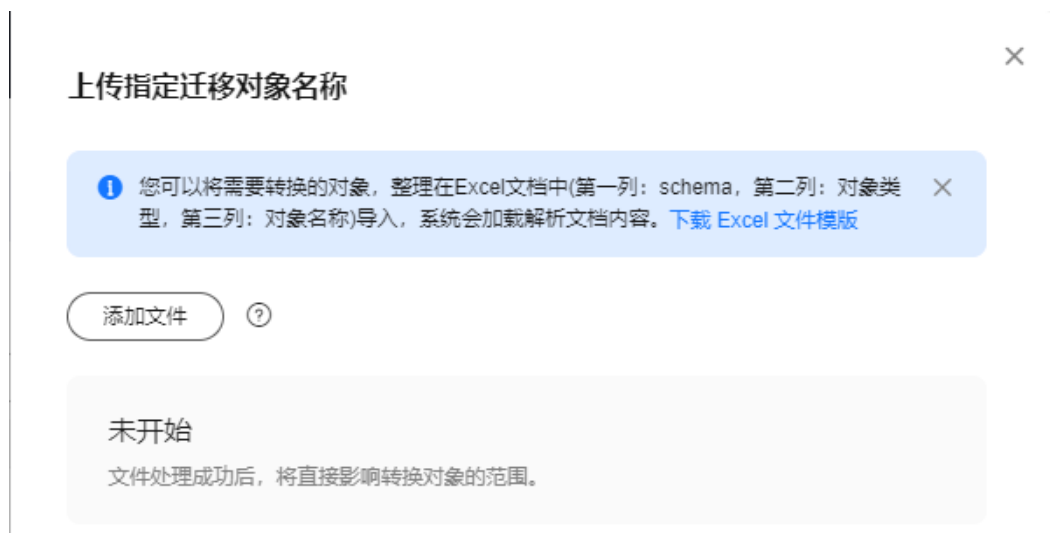 上传指定迁移对象名称
您可以将需要转换的对象，整理在Excel文档中(第一列：schema，第二列：对象类
型，第三列：对象名称)导入，系统会加载解析文档内容。下载 Excel 文件模版
添加文件
未开始
文件处理成功后，将直接影响转换对象的范围。